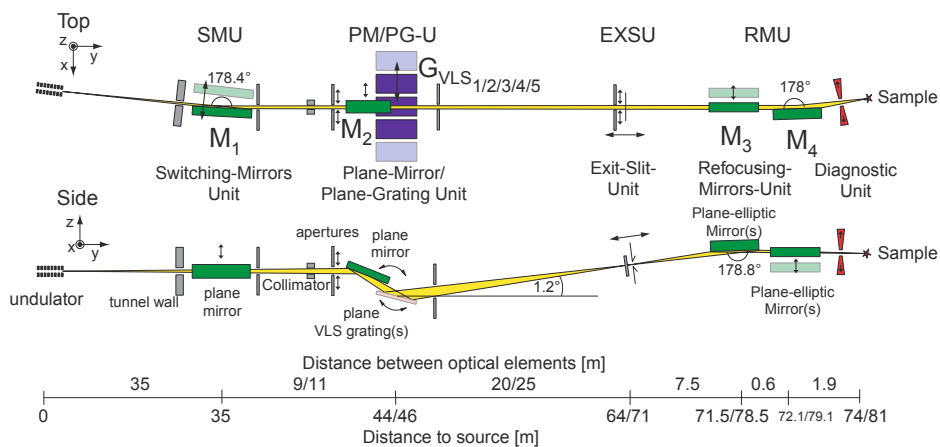 Top
SMU
PM/PG-U
EXSU
RMU
z
y
x
178.4°
G VLS 1/2/3/4/5
178°
Sample
M1
M2
M3
M4
Switching-Mirrors
Unit
Plane-Mirror/
Plane-Grating Unit
Exit-Slit-
Unit
Refocusing-
Mirrors-Unit
Diagnostic
Unit
Side
z
x
y
apertures
plane
mirror
Plane-elliptic
Mirror(s)
Sample
undulator
tunnel wall
plane
mirror
Collimator
1.2°
178.8°
plane
VLS grating(s)
Plane-elliptic
Mirror(s)
Distance between optical elements [m]
35
9/11
20/25
7.5
0.6
1.9
0
35
44/46
64/71
71.5/78.5
72.1/79.1
74/81
Distance to source [m]